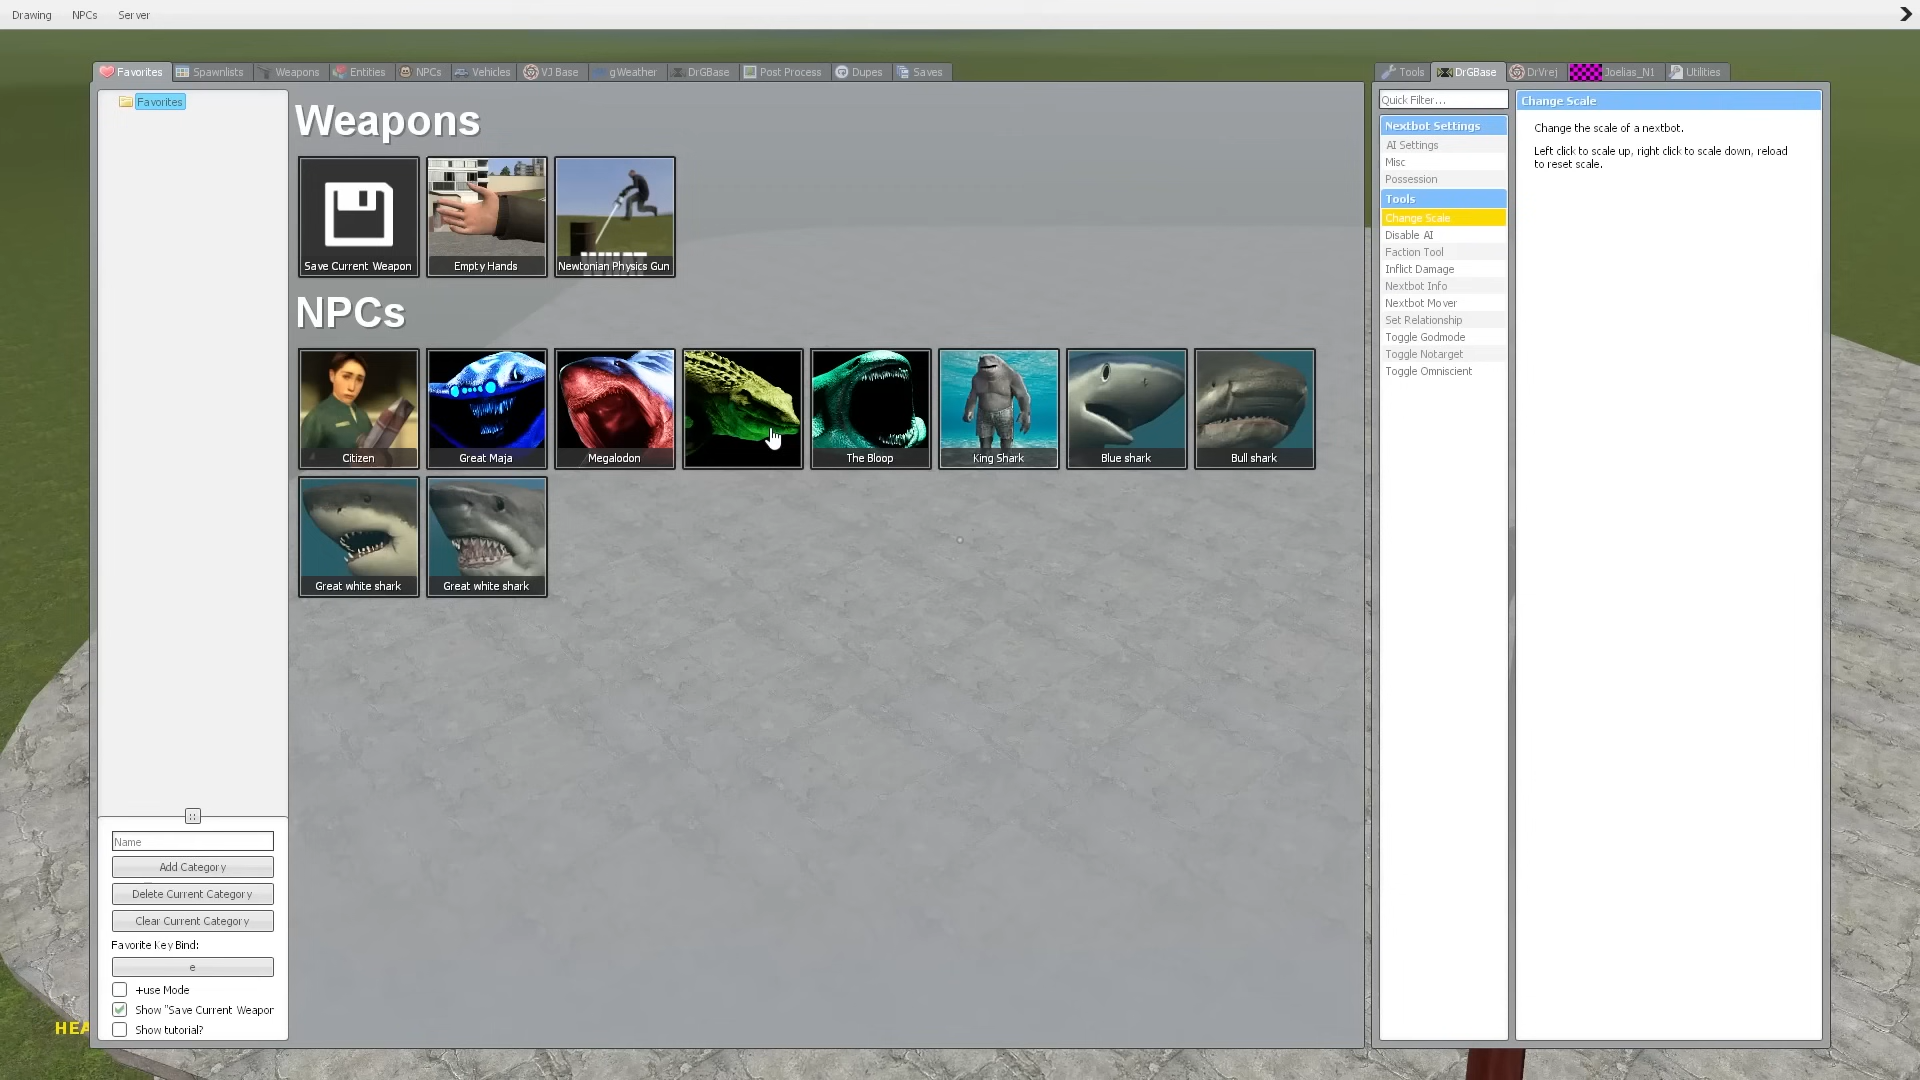 Drawing NPCs Server
Favorites Spawnlists Weapons Entities NPCs Vehicles VJ Base gWeather DrGBase Post Process Dupes Saves
Tools DrGBase DrVrej Joelias_N1 Utilities
Favorites
Weapons
Save Current Weapon Empty Hands Newtonian Physics Gun
NPCs
Citizen Great Maja Megalodon The Bloop King Shark Blue shark Bull shark
Great white shark Great white shark
Name
Add Category
Delete Current Category
Clear Current Category
Favorite Key Bind:
e
+use Mode
Show "Save Current Weapor
Show tutorial?
HEA
Quick Filter...
Nextbot Settings
AI Settings
Misc
Possession
Tools
Change Scale
Disable AI
Faction Tool
Inflict Damage
Nextbot Info
Nextbot Mover
Set Relationship
Toggle Godmode
Toggle Notarget
Toggle Omniscient
Change Scale
Change the scale of a nextbot.
Left click to scale up, right click to scale down, reload
to reset scale.